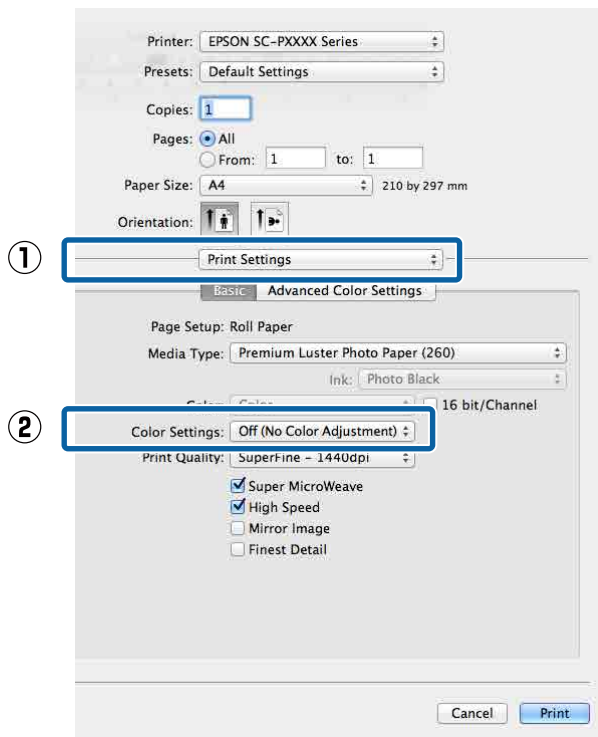 Printer: EPSON SC-PXXXX Series
Presets: Default Settings
Copies: 1
Pages: All
From: 1 to: 1
Paper Size: A4 210 by 297 mm
Orientation:
① Print Settings
Basic Advanced Color Settings
Page Setup: Roll Paper
Media Type: Premium Luster Photo Paper (260)
Ink: Photo Black
Color: Color 16 bit/Channel
② Color Settings: Off (No Color Adjustment)
Print Quality: SuperFine - 1440dpi
Super MicroWeave
High Speed
Mirror Image
Finest Detail
Cancel Print